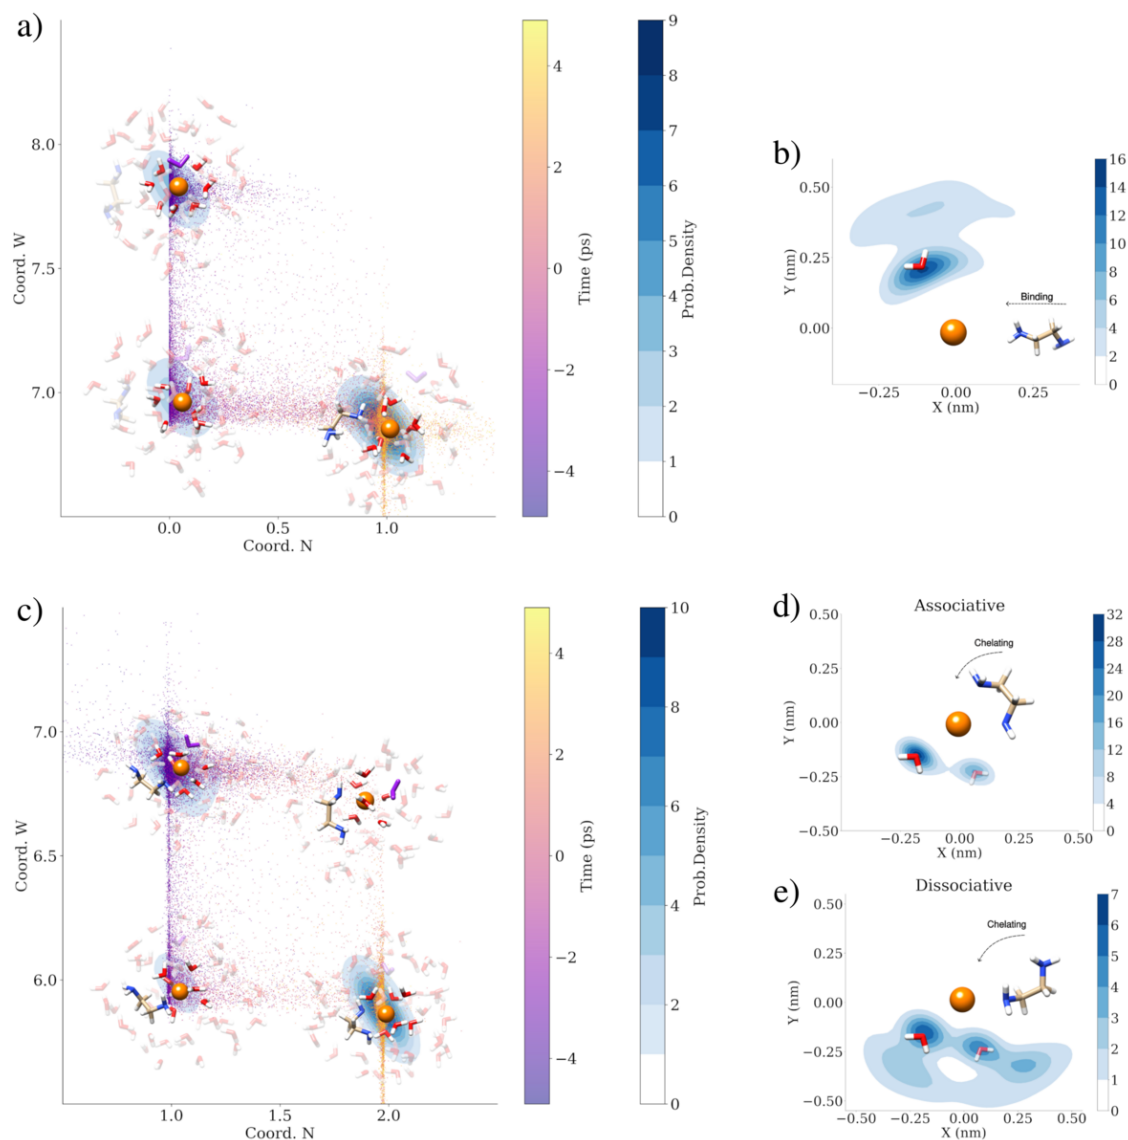 a)
8.0
7.5
7.0
Coord. W
0.0 0.5 1.0
Coord. N
4
2
0
−2
−4
Time (ps)
9
8
7
6
5
4
3
2
1
0
Prob.Density
b)
0.50
0.25
0.00
Y (nm)
−0.25 0.00 0.25
X (nm)
Binding
16
14
12
10
8
6
4
2
0
c)
7.0
6.5
6.0
Coord. W
1.0 2.0
Coord. N
4
2
0
−2
−4
Time (ps)
10
8
7
6
4
2
0
Prob.Density
d)
Associative
0.50
0.25
0.00
−0.25
−0.50
Y (nm)
−0.25 0.00 0.25 0.50
X (nm)
Chelating
32
28
24
16
12
8
4
0
e)
Dissociative
0.50
0.25
0.00
−0.25
−0.50
Y (nm)
−0.50 −0.25 0.00 0.25 0.50
X (nm)
Chelating
7
6
5
4
3
2
1
0